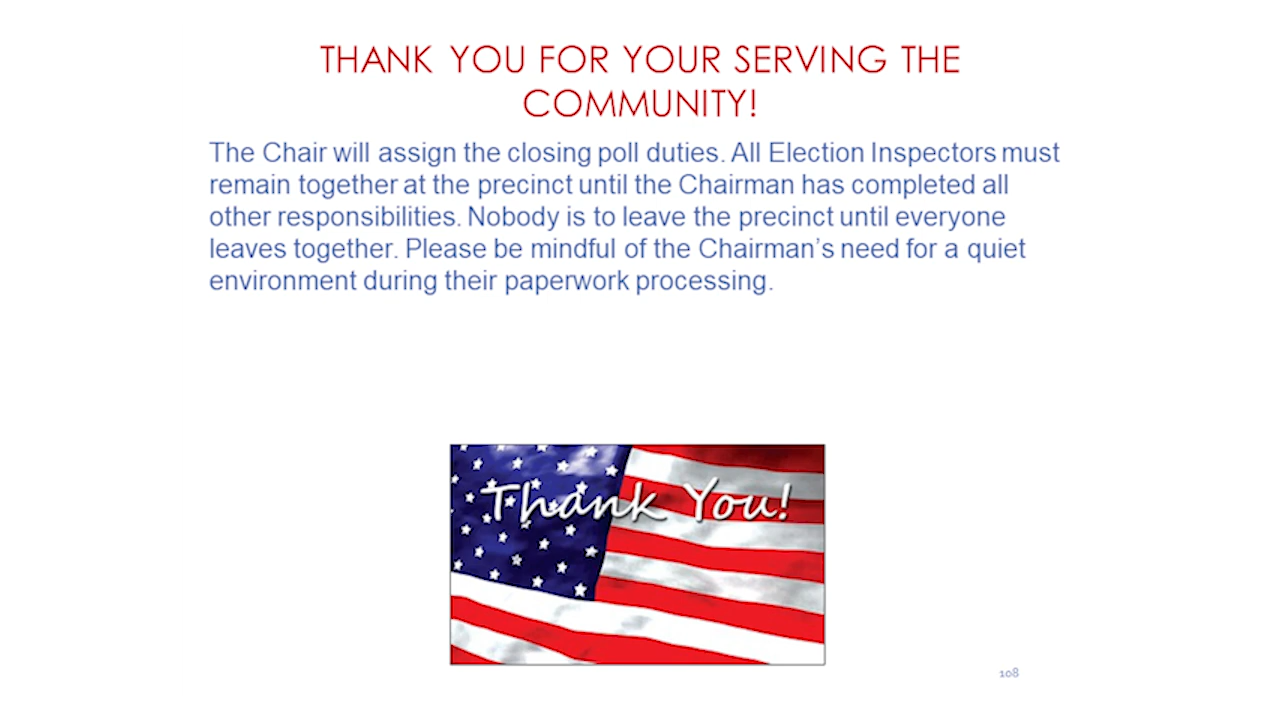 THANK YOU FOR YOUR SERVING THE
COMMUNITY!
The Chair will assign the closing poll duties. All Election Inspectors must
remain together at the precinct until the Chairman has completed all
other responsibilities. Nobody is to leave the precinct until everyone
leaves together. Please be mindful of the Chairman’s need for a quiet
environment during their paperwork processing.
Thank You!
108